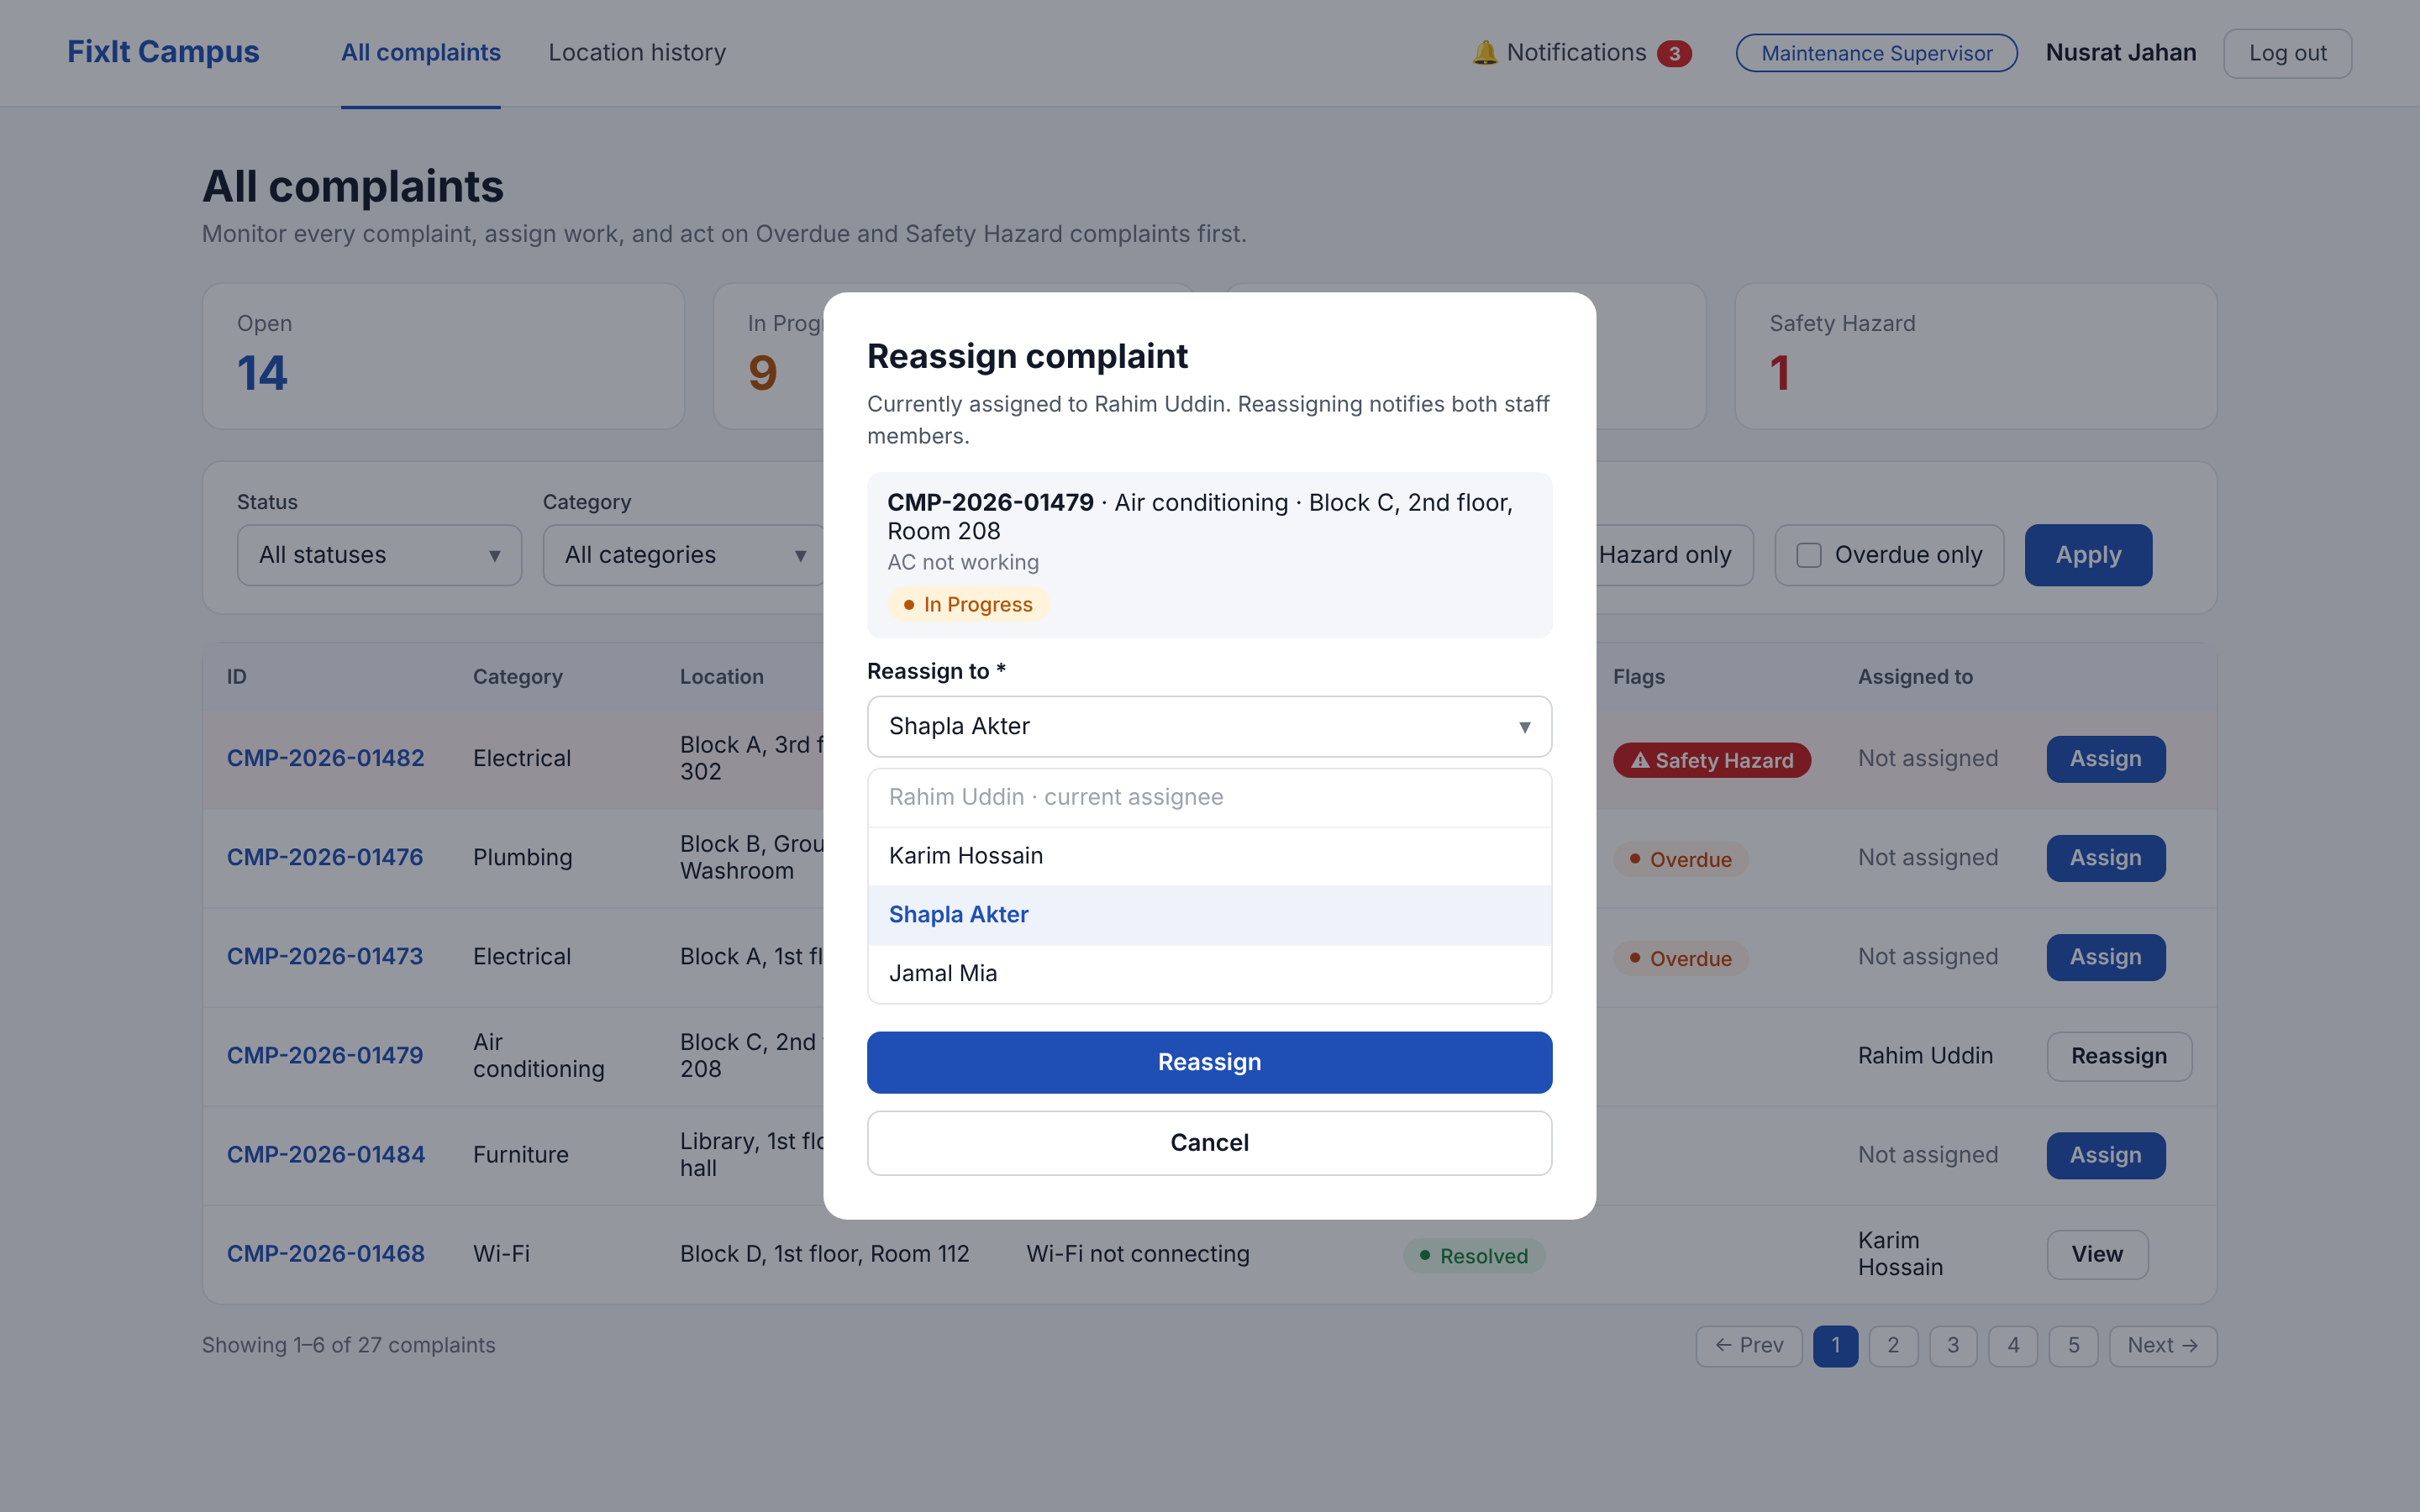 FixIt Campus
All complaints
Location history
🔔 Notifications 3
Maintenance Supervisor
Nusrat Jahan
Log out
All complaints
Monitor every complaint, assign work, and act on Overdue and Safety Hazard complaints first.
Open
14
In Prog
9
Safety Hazard
1
Status
Category
All statuses ▾
All categories ▾
Hazard only
Overdue only
Apply
Reassign complaint
Currently assigned to Rahim Uddin. Reassigning notifies both staff
members.
CMP-2026-01479 · Air conditioning · Block C, 2nd floor,
Room 208
AC not working
In Progress
Reassign to *
Shapla Akter ▾
Rahim Uddin · current assignee
Karim Hossain
Shapla Akter
Jamal Mia
Reassign
Cancel
ID Category Location Flags Assigned to
CMP-2026-01482 Electrical Block A, 3rd f
302
⚠ Safety Hazard Not assigned Assign
CMP-2026-01476 Plumbing Block B, Grou
Washroom
Overdue Not assigned Assign
CMP-2026-01473 Electrical Block A, 1st fl
Overdue Not assigned Assign
CMP-2026-01479 Air
conditioning
Block C, 2nd
208
Rahim Uddin Reassign
CMP-2026-01484 Furniture Library, 1st flo
hall
Not assigned Assign
CMP-2026-01468 Wi-Fi Block D, 1st floor, Room 112 Wi-Fi not connecting Resolved Karim
Hossain
View
Showing 1–6 of 27 complaints
← Prev 1 2 3 4 5 Next →